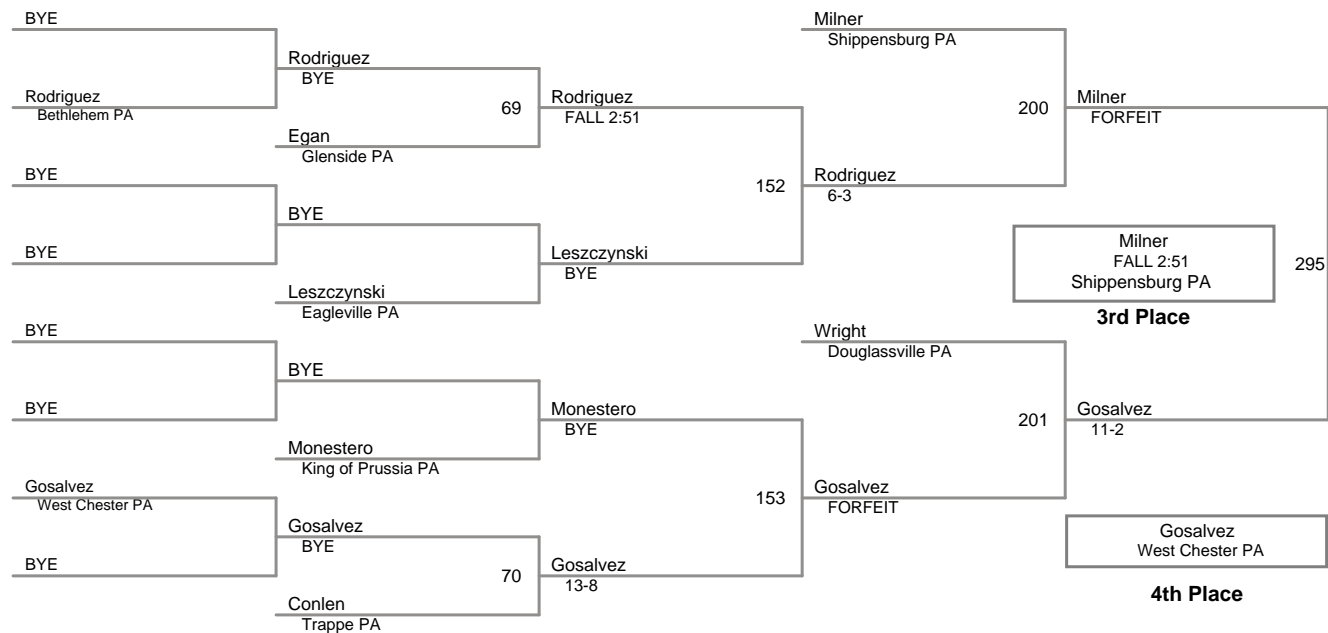 BYE
Rodriguez
Bethlehem PA
BYE
BYE
BYE
BYE
Gosalvez
West Chester PA
BYE
Rodriguez
BYE
Egan
Glenside PA
BYE
Leszczynski
Eagleville PA
BYE
Monestero
King of Prussia PA
Gosalvez
BYE
Conlen
Trappe PA
69
70
Rodriguez
FALL 2:51
Leszczynski
BYE
Monestero
BYE
Gosalvez
13-8
152
153
Milner
Shippensburg PA
Rodriguez
6-3
Wright
Douglassville PA
Gosalvez
FORFEIT
200
201
Milner
FORFEIT
Gosalvez
11-2
295
Milner
FALL 2:51
Shippensburg PA
3rd Place
Gosalvez
West Chester PA
4th Place